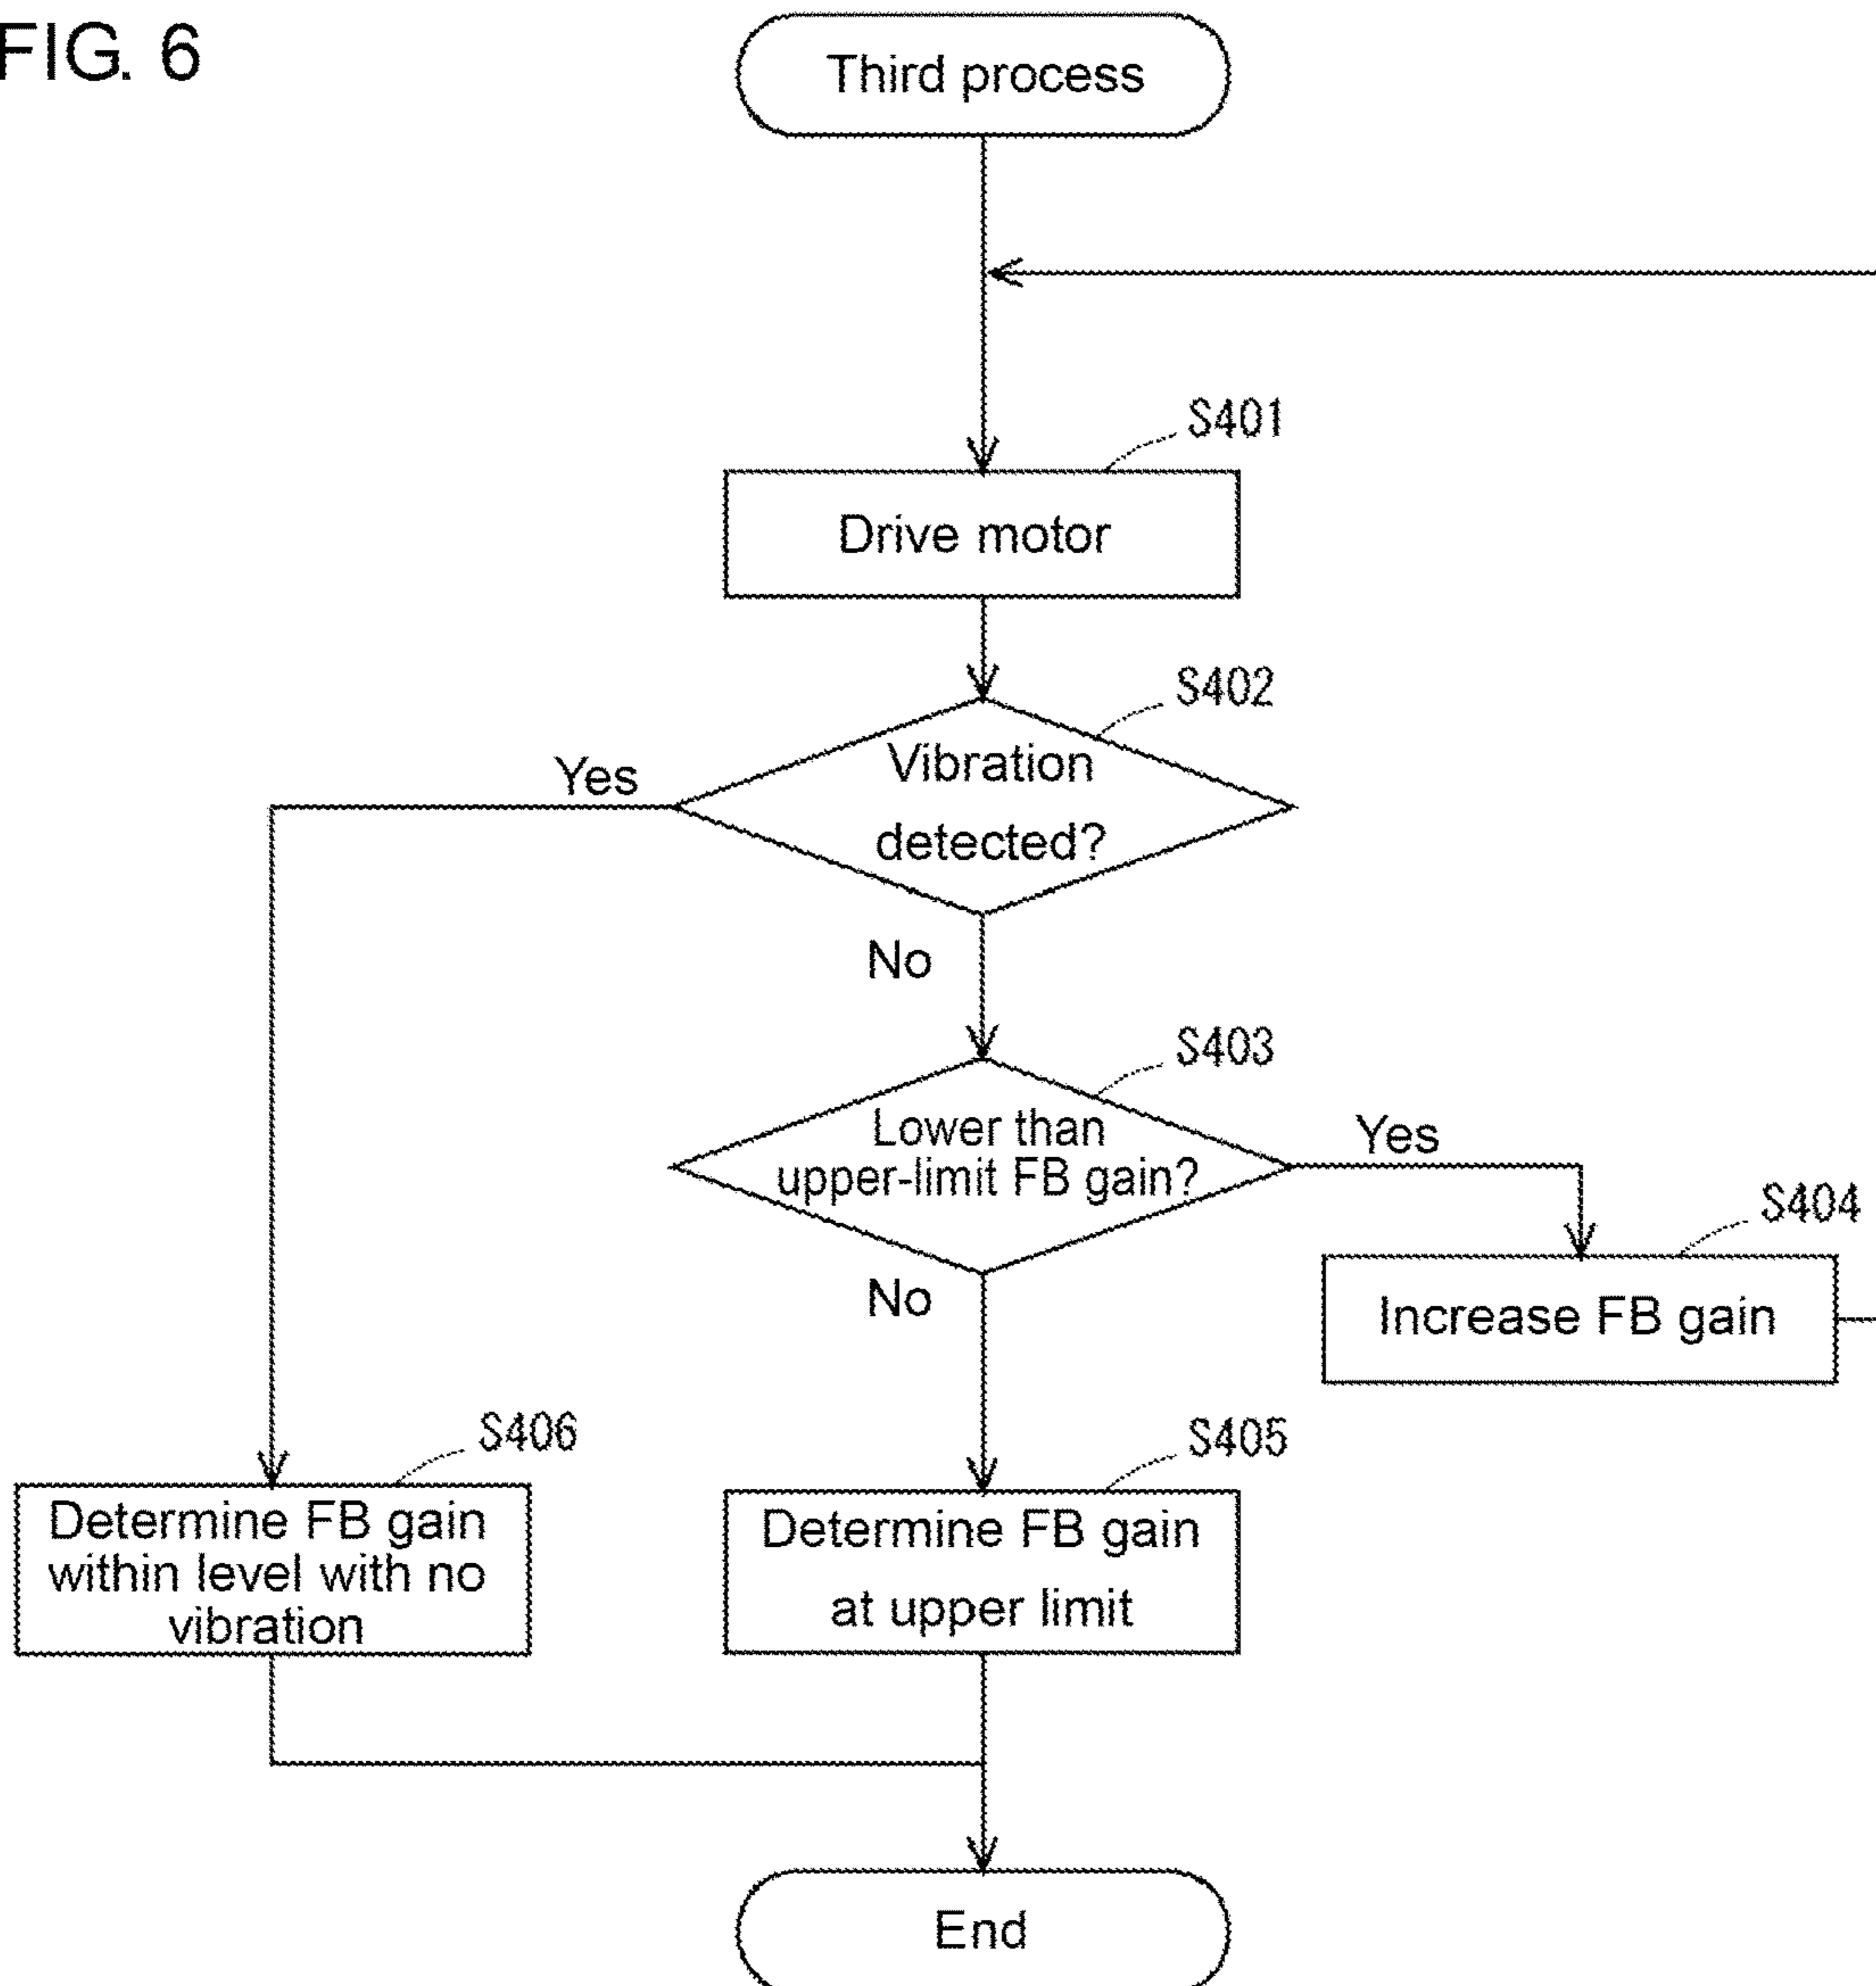 FIG. 6
Third process
S401
Drive motor
S402
Vibration
detected?
Yes
No
S403
Lower than
upper-limit FB gain?
Yes
No
S404
Increase FB gain
S406
Determine FB gain
within level with no
vibration
S405
Determine FB gain
at upper limit
End